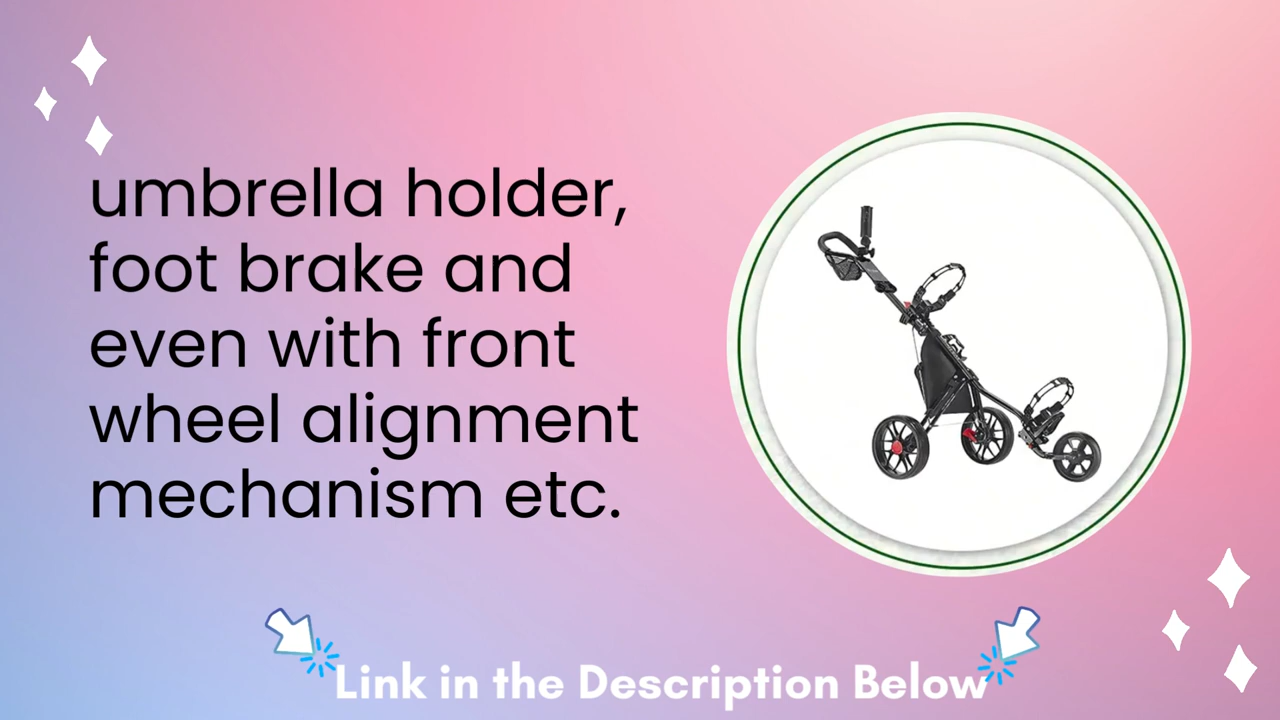 umbrella holder,
foot brake and
even with front
wheel alignment
mechanism etc.
Link in the Description Below